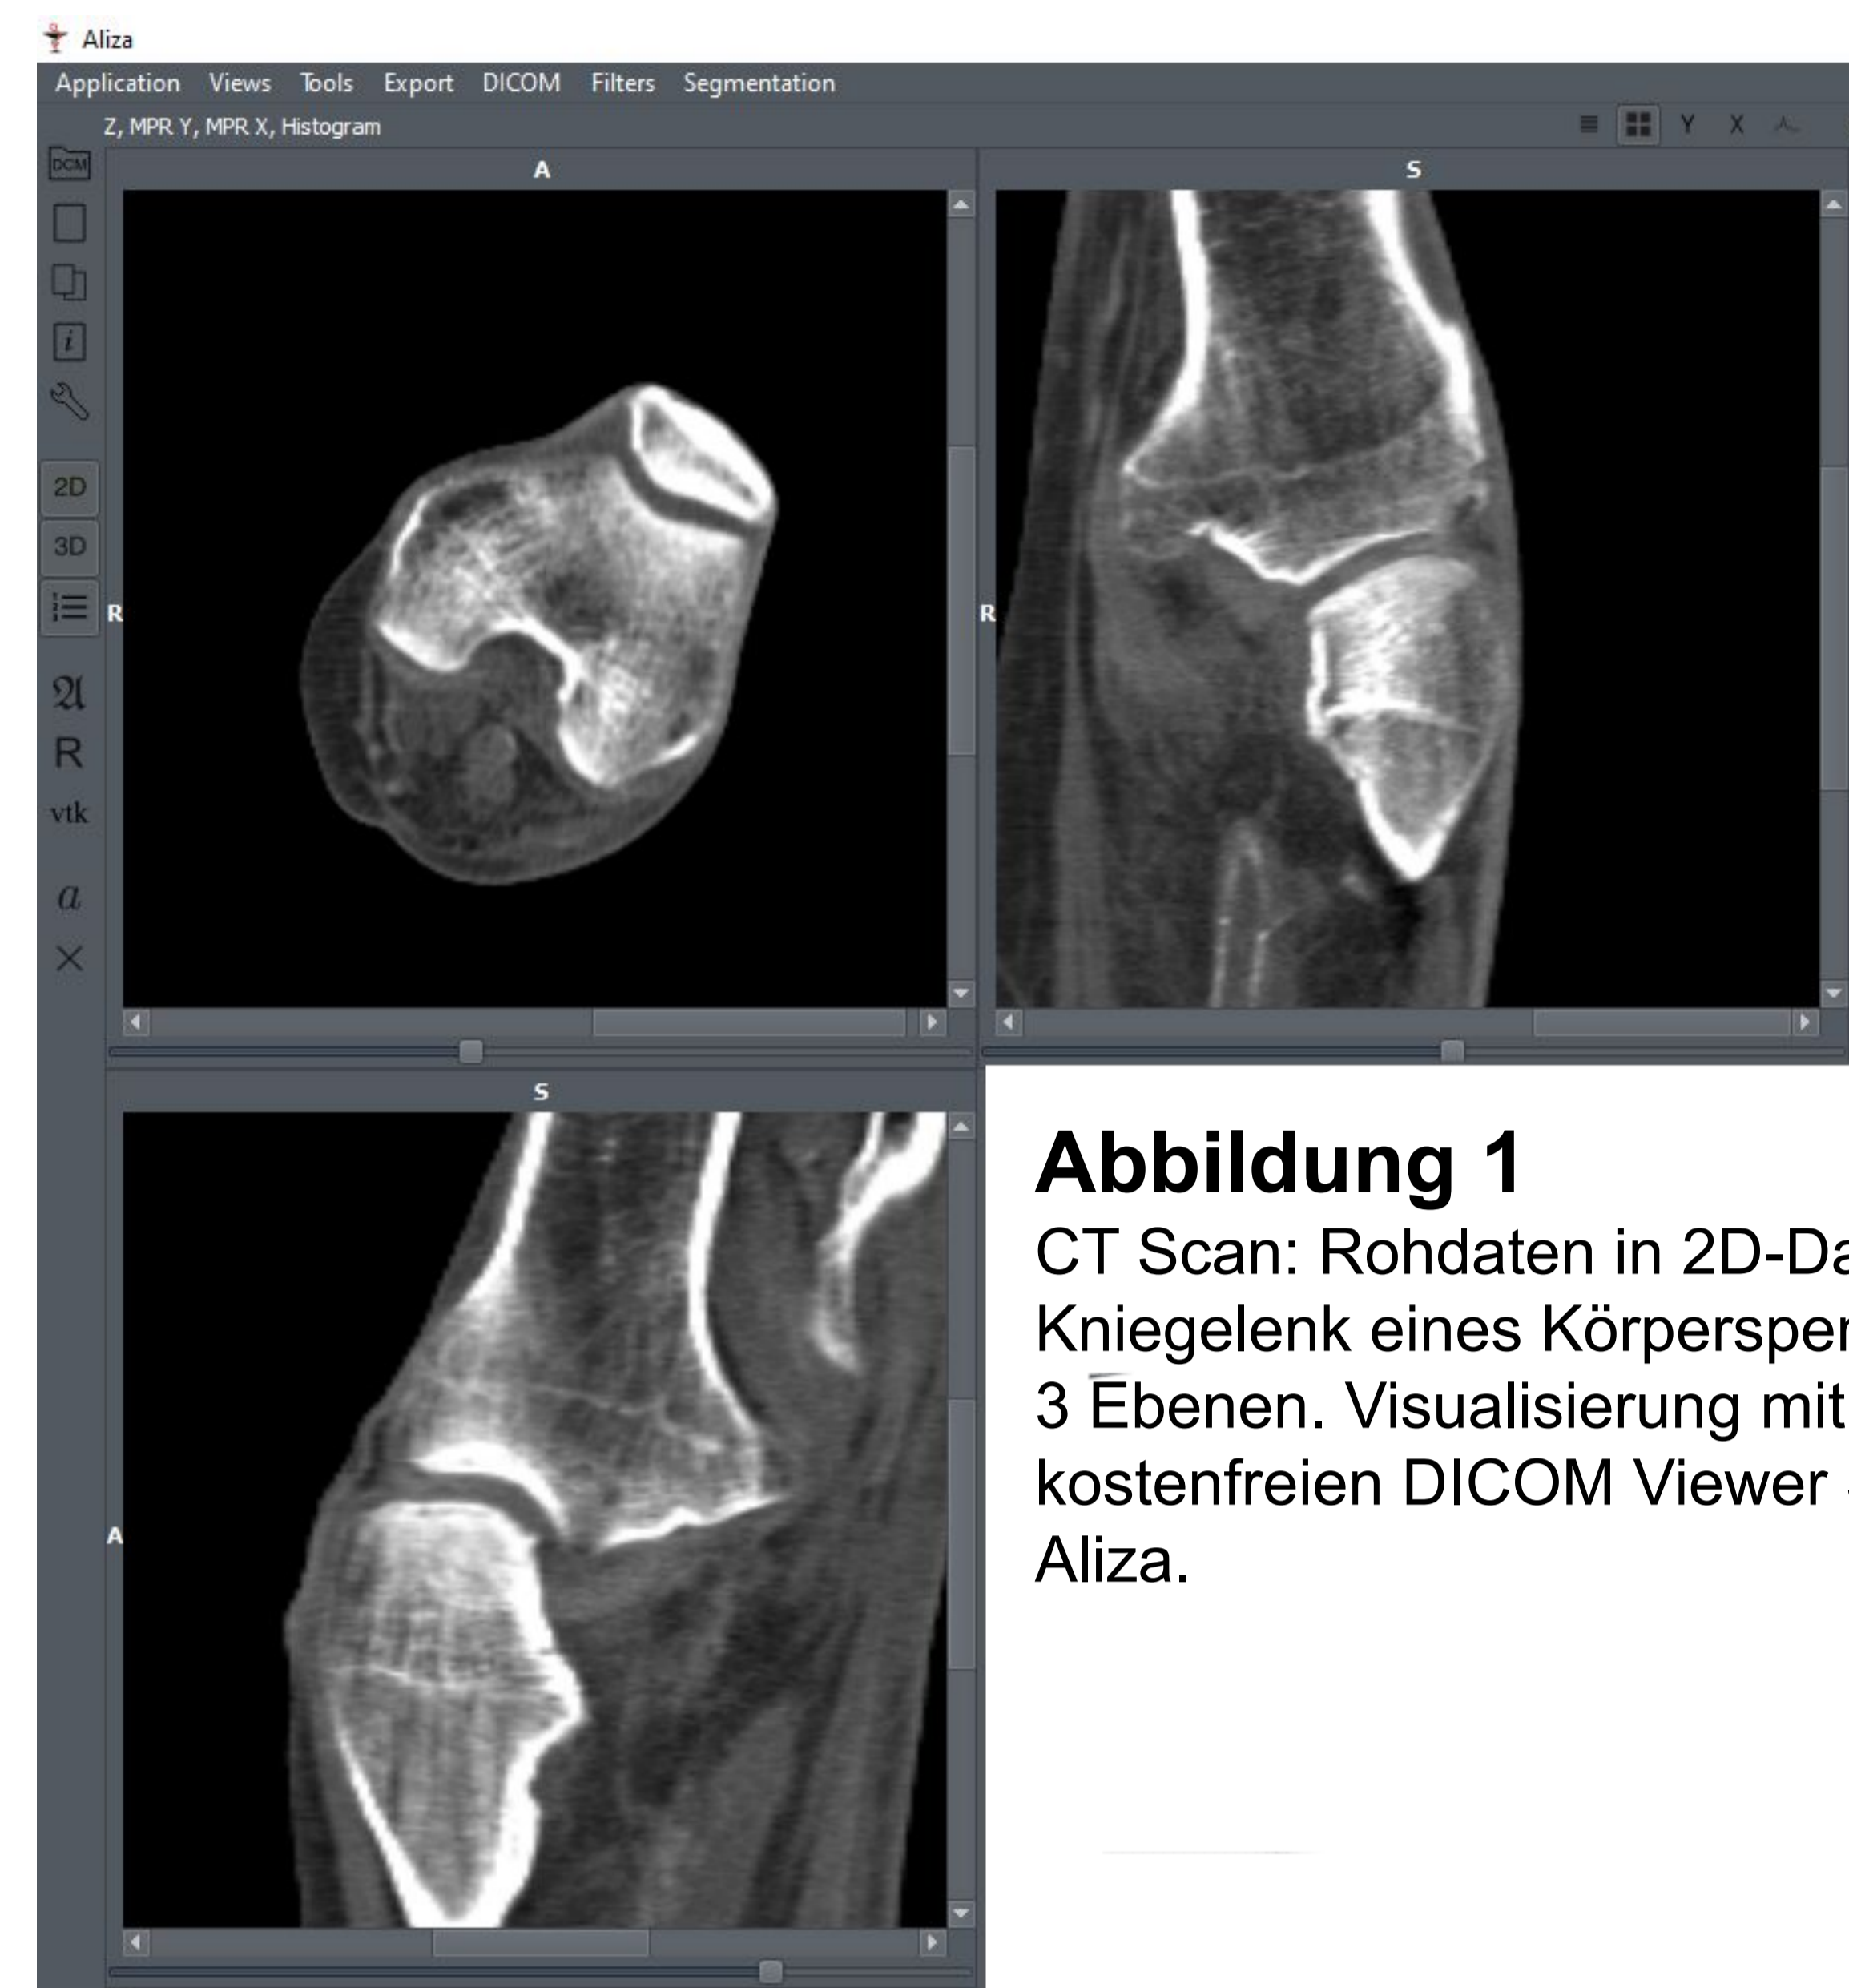 Aliza
Application Views Tools Export DICOM Filters Segmentation
Z, MPR Y, MPR X, Histogram
Y X
DCM
A
S
i
2D
3D
R
R
𝔄
R
vtk
a
S
A
Abbildung 1
CT Scan: Rohdaten in 2D-Da
Kniegelenk eines Körpersper
3 Ebenen. Visualisierung mit
kostenfreien DICOM Viewer
Aliza.